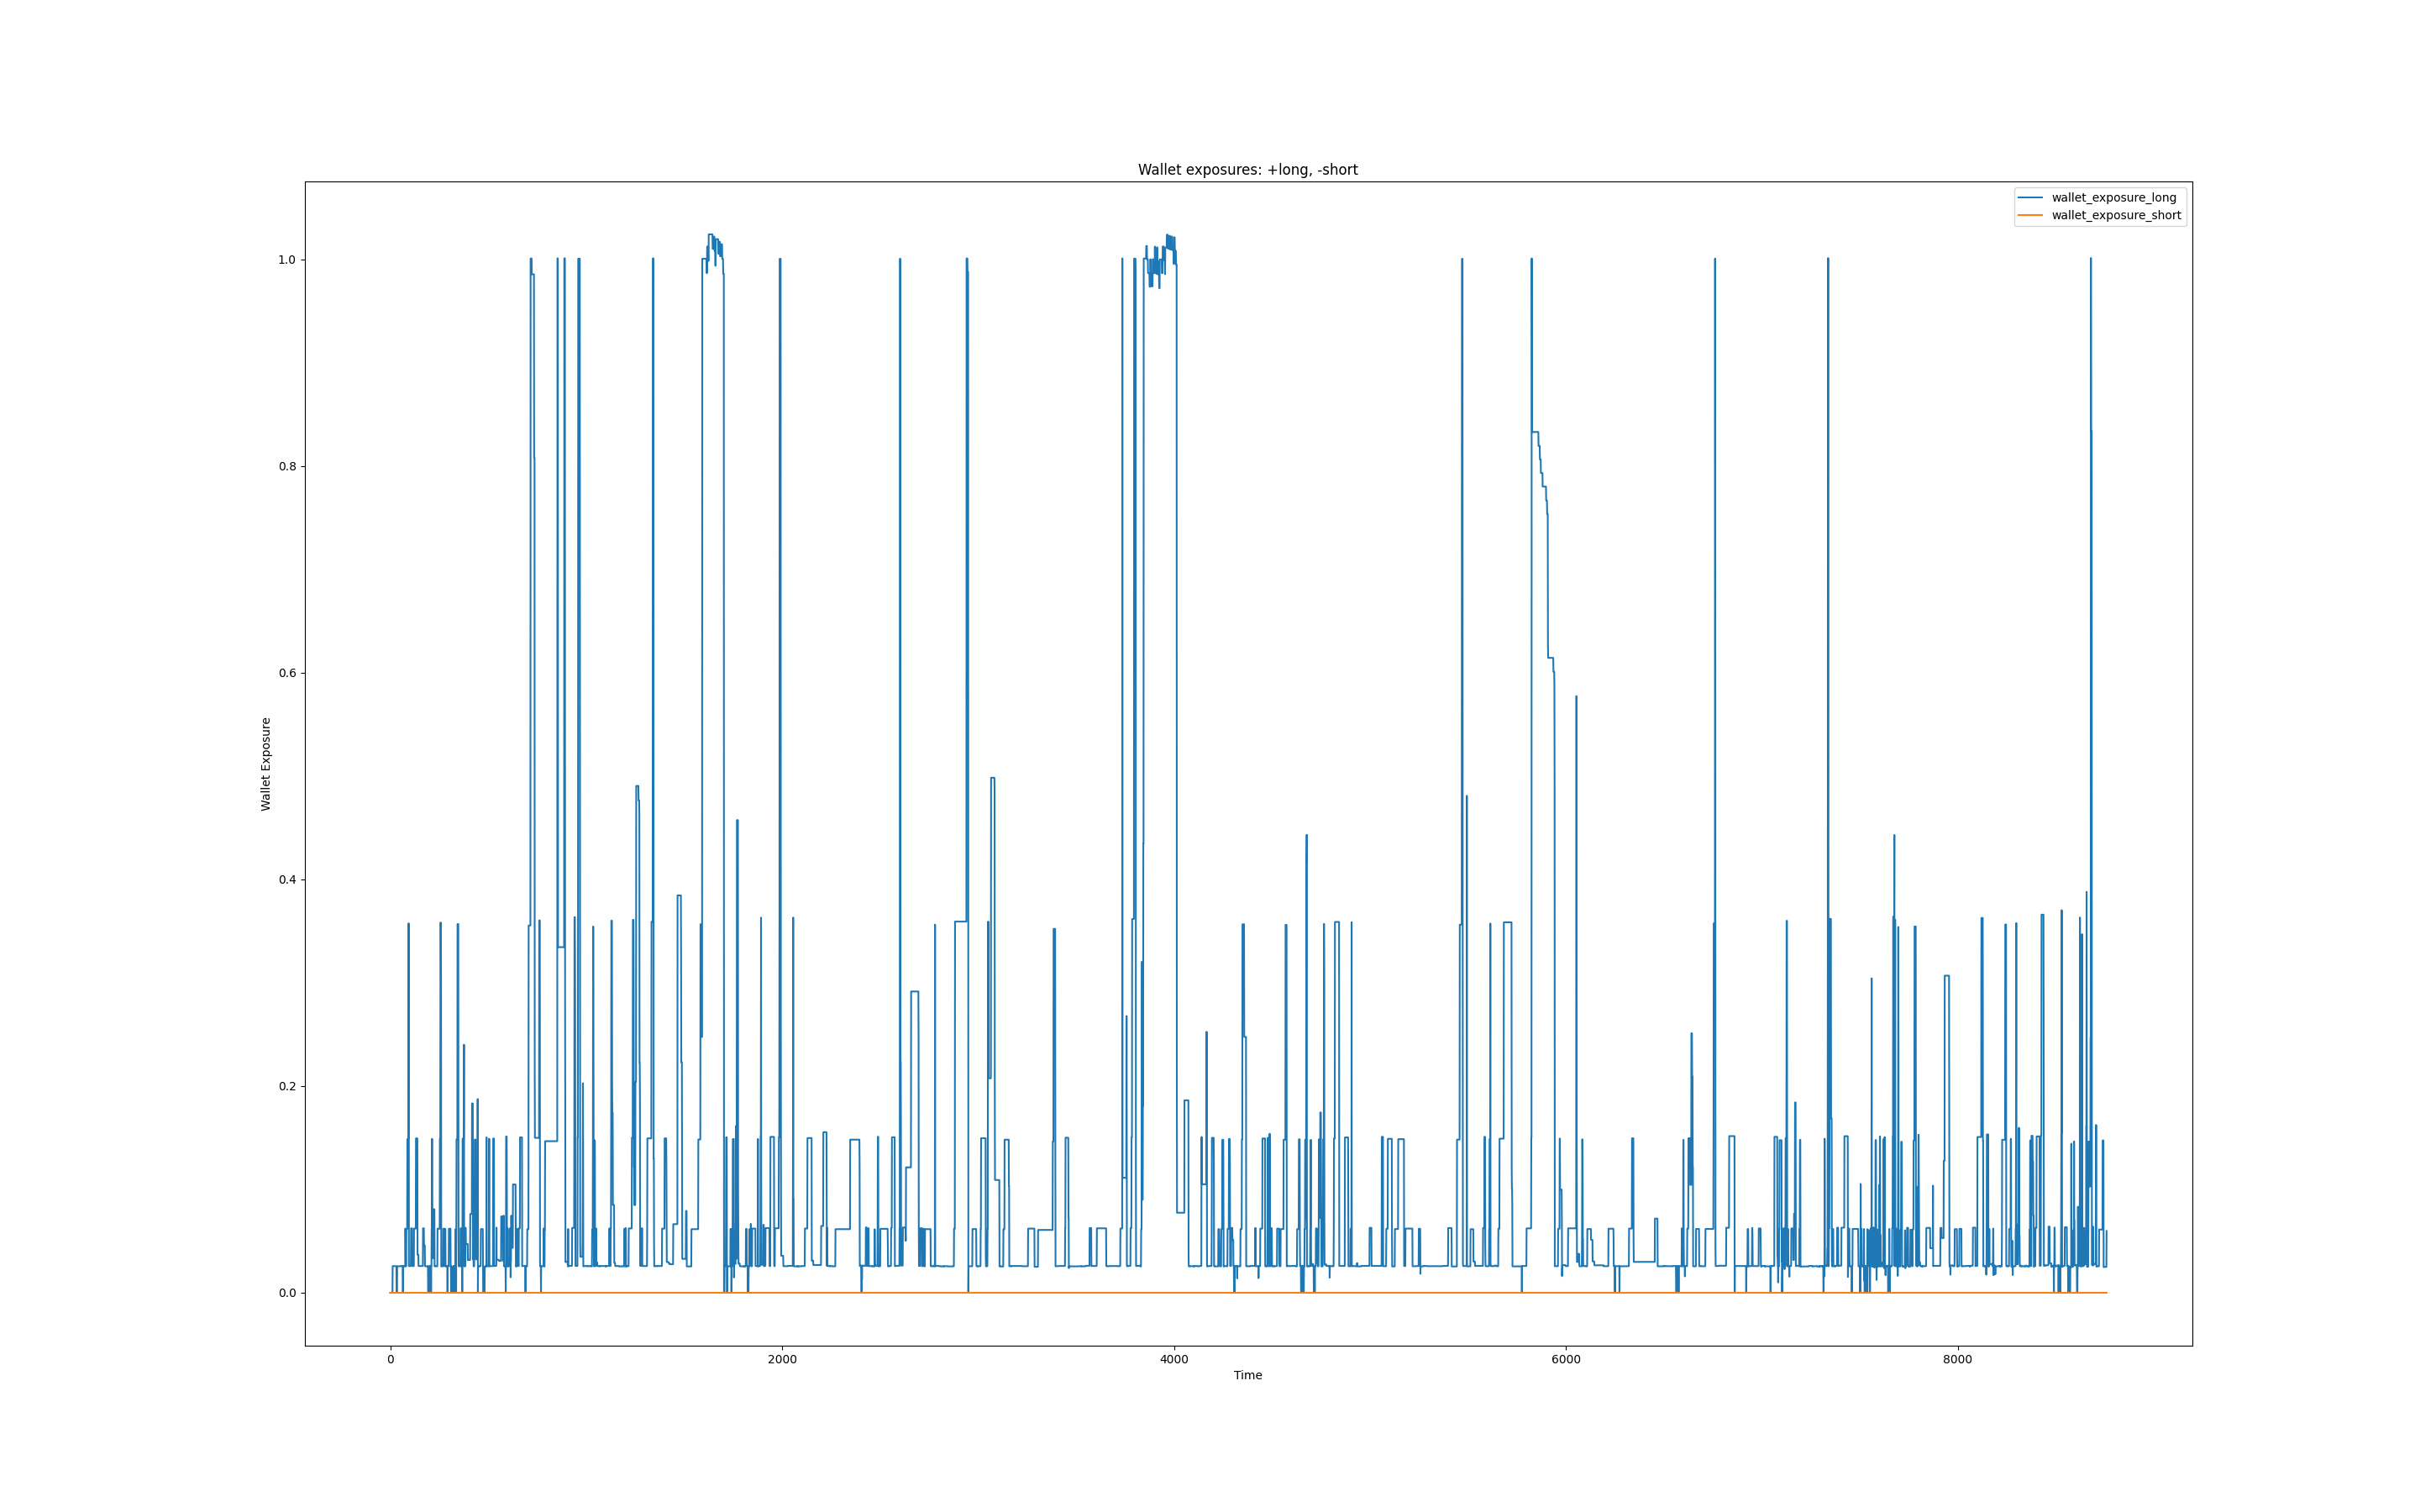 Wallet exposures: +long, -short
wallet_exposure_long
wallet_exposure_short
1.0
0.8
0.6
0.4
0.2
0.0
Wallet Exposure
0
2000
4000
6000
8000
Time